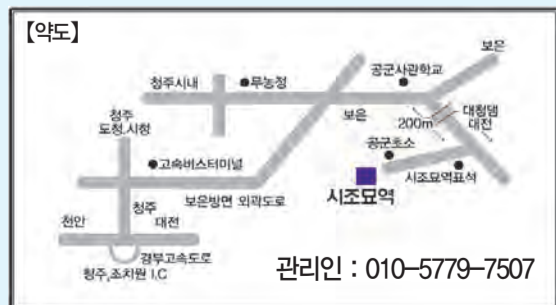 【약도】
보은
공군사관학교
청주시내
●무농정
청주
도청.시청
보은
대청댐
대전
200m
공군초소
●고속버스터미널
시조묘역표석
시조묘역
보은방면 외곽도로
청주
천안
대전
경부고속도로
청주,조치원 I.C
관리인 : 010-5779-7507